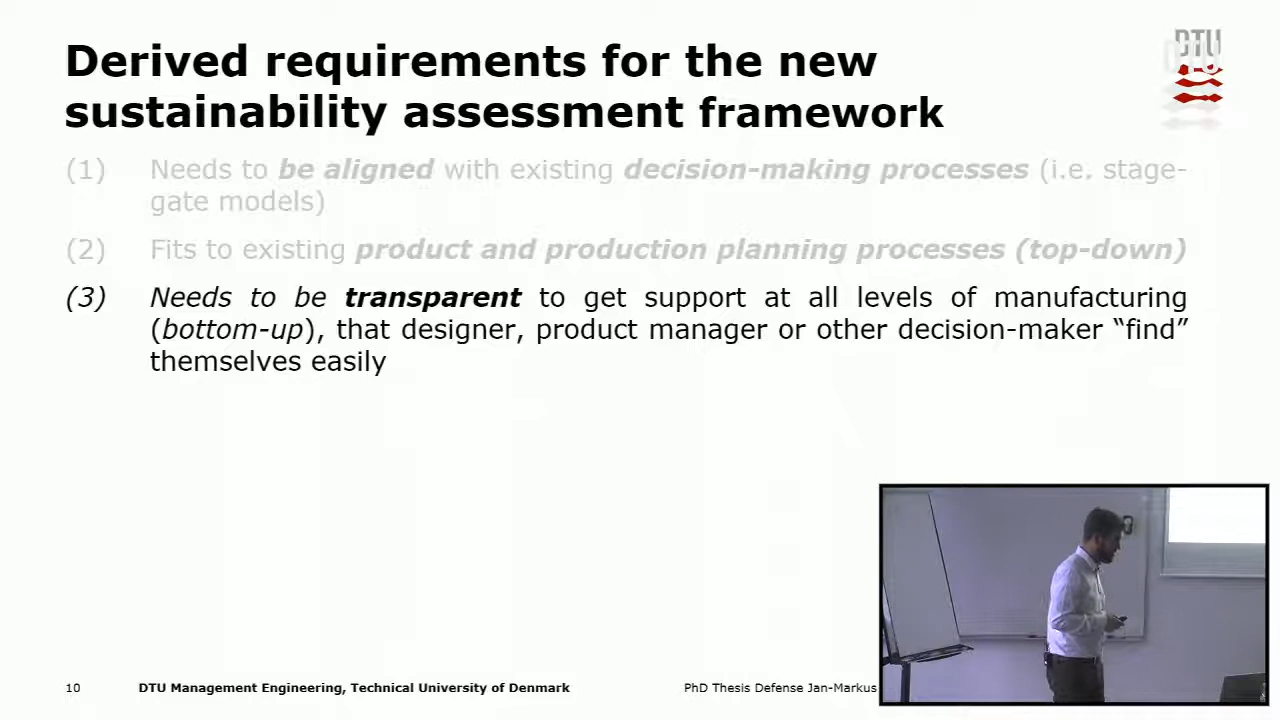 Derived requirements for the new
sustainability assessment framework
DTU
(1) Needs to be aligned with existing decision-making processes (i.e. stage-
gate models)
(2) Fits to existing product and production planning processes (top-down)
(3) Needs to be transparent to get support at all levels of manufacturing
(bottom-up), that designer, product manager or other decision-maker “find”
themselves easily
10 DTU Management Engineering, Technical University of Denmark PhD Thesis Defense Jan-Markus